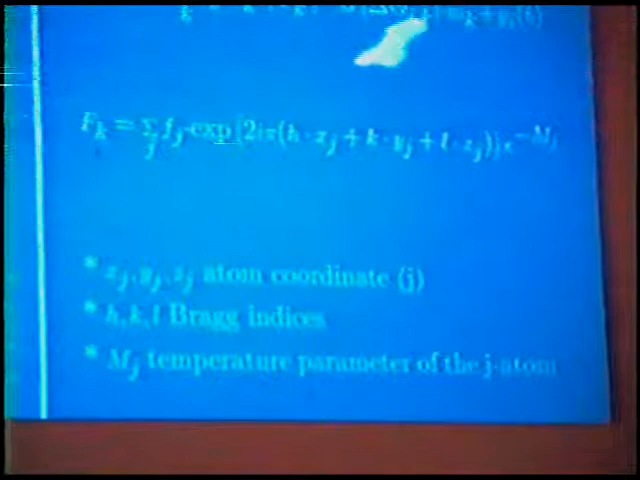 F_k = Σ_j f_j·exp[2iπ(h·x_j + k·y_j + l·z_j)]e^{-M_j}
* x_j, y_j, z_j atom coordinate (j)
* h, k, l Bragg indices
* M_j temperature parameter of the j-atom